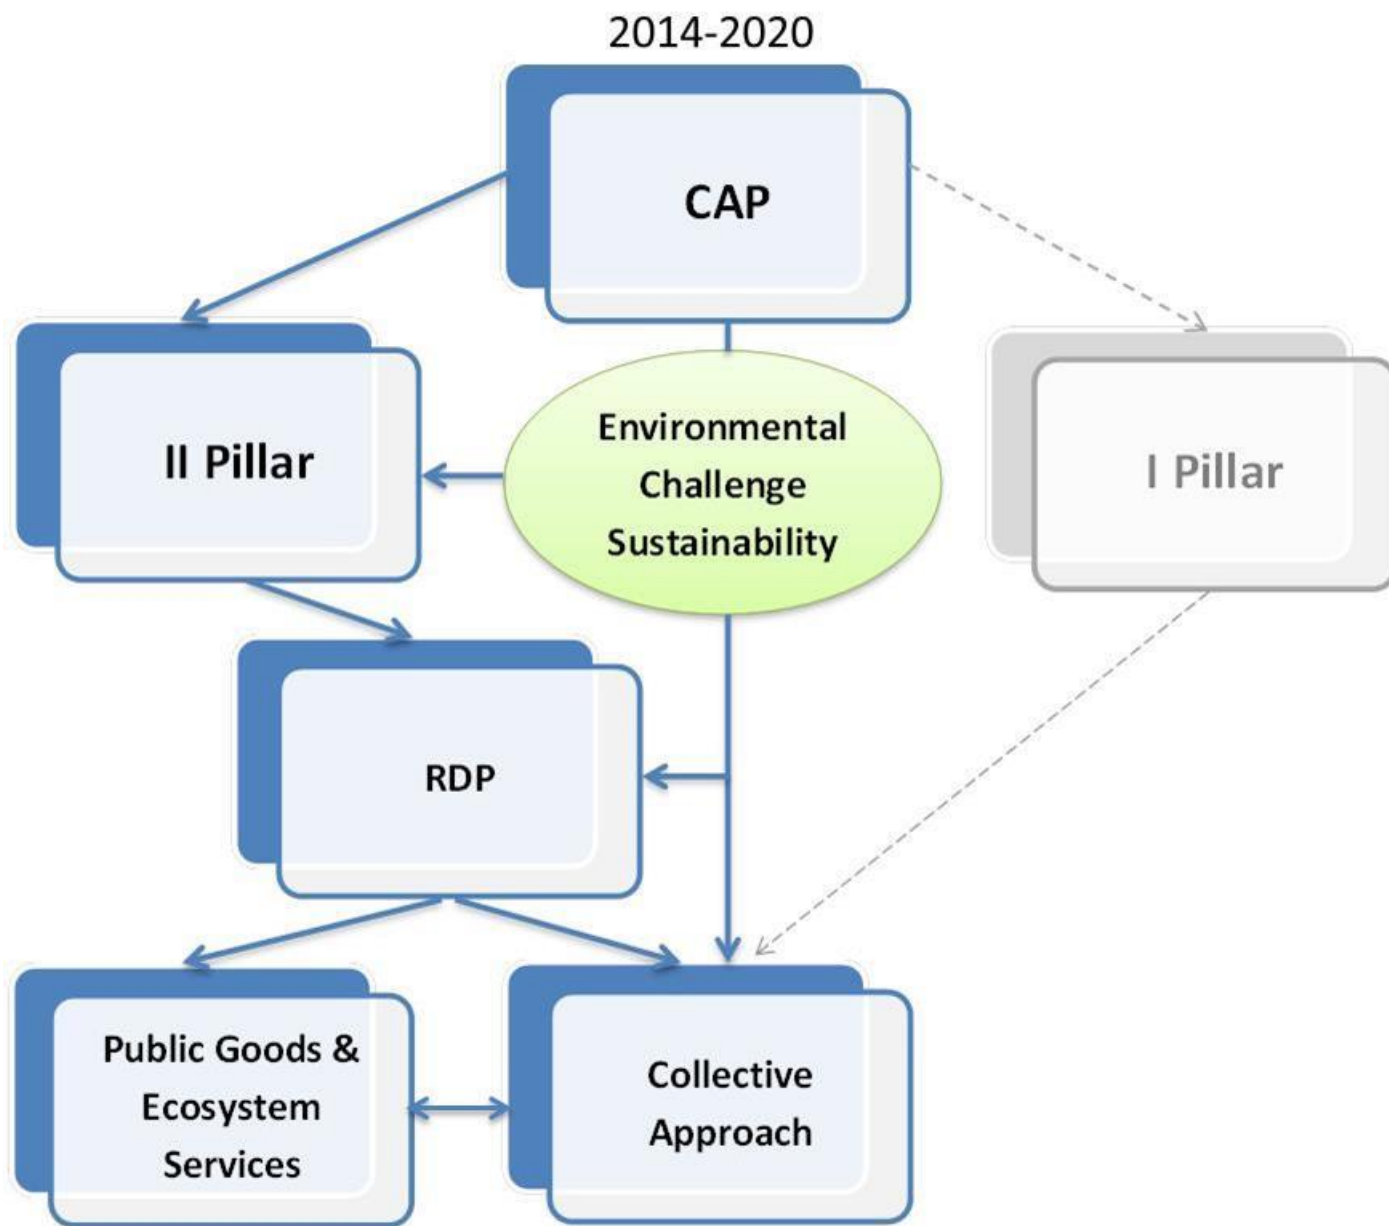 2014-2020
CAP
II Pillar
Environmental
Challenge
Sustainability
I Pillar
RDP
Public Goods &
Ecosystem
Services
Collective
Approach